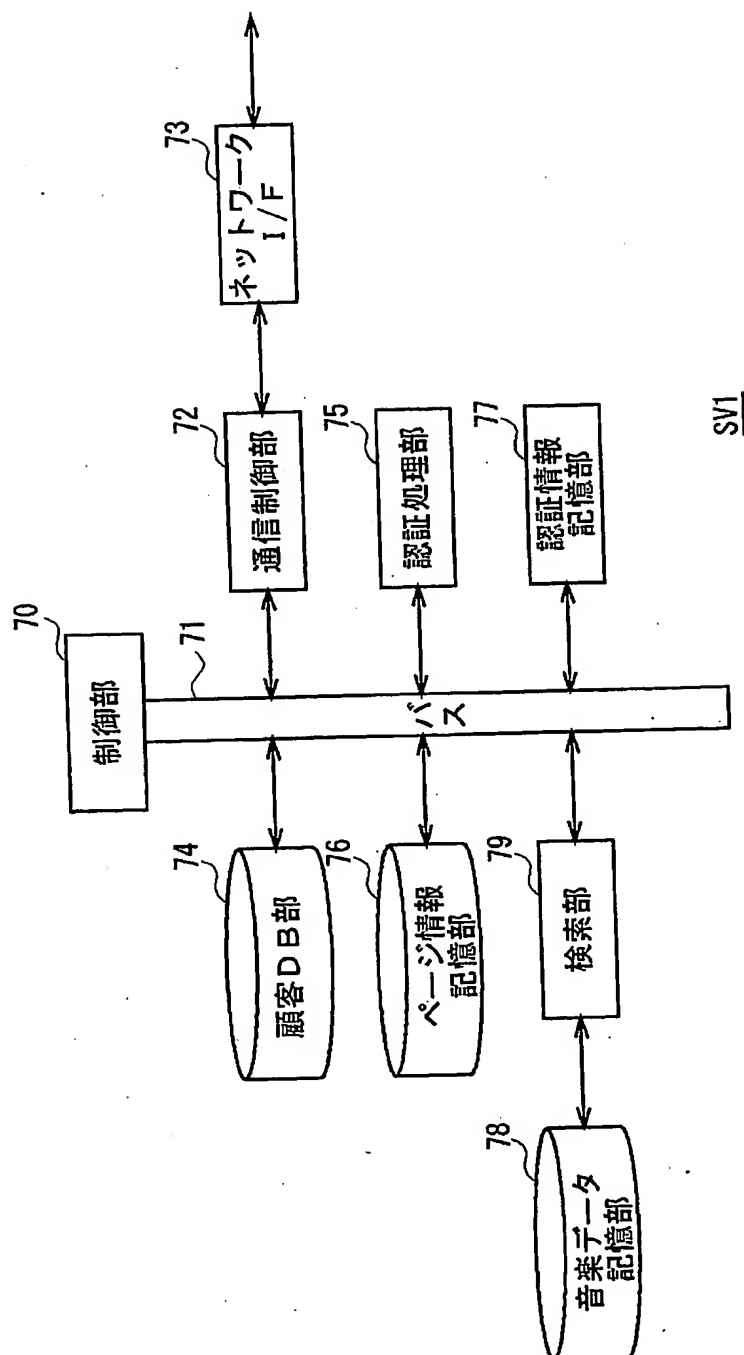 70
制御部
71
バス
72
通信制御部
73
ネットワーク
I/F
74
顧客DB部
75
認証処理部
76
ページ情報
記憶部
77
認証情報
記憶部
78
音楽データ
記憶部
79
検索部
SV1